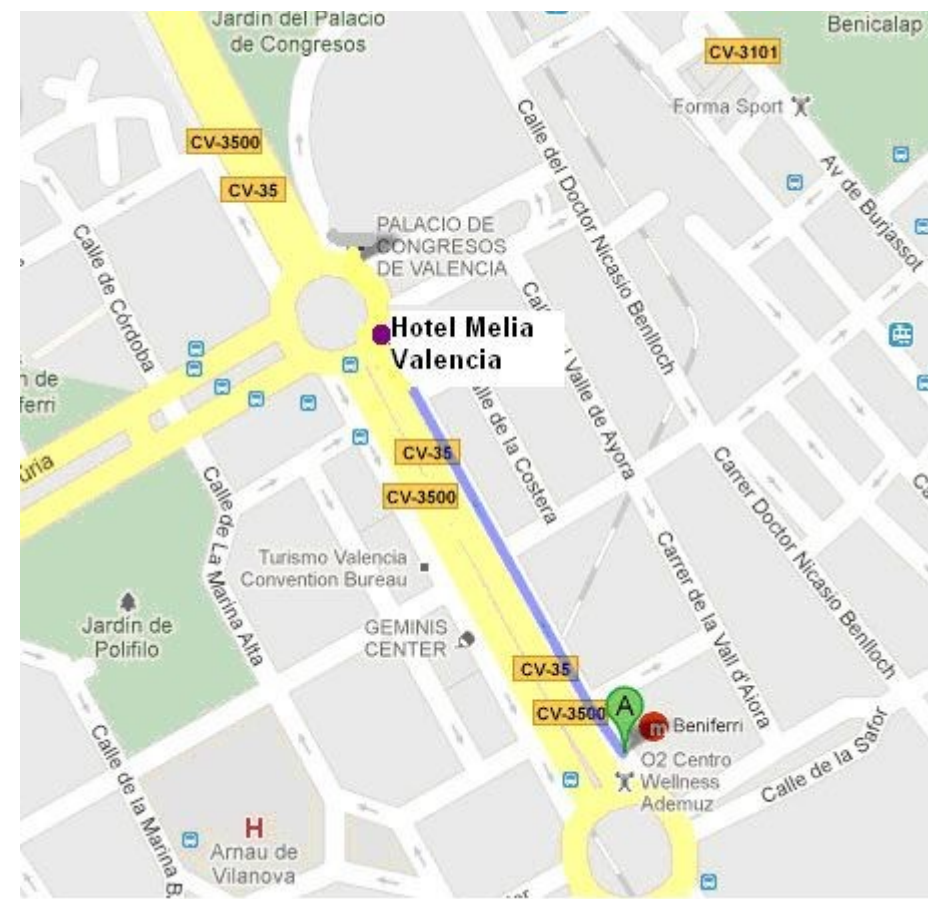 Jardin del Palacio
de Congresos
Benicalap
CV-3101
Forma Sport
CV-3500
CV-35
Calle del Doctor Nicasio Benlloch
Av de Burjassot
PALACIO DE
CONGRESOS
DE VALENCIA
Calle de Córdoba
Hotel Melia
Valencia
Valle de Ayora
lle de la Costera
n de
ferri
uria
CV-35
CV-3500
Calle de La Marina Alta
Carrer Doctor Nicasio Benlloch
Turismo Valencia
Convention Bureau
Carrer de la Vall d'Aiora
Jardín de
Polifilo
GEMINIS
CENTER
CV-35
CV-3500
A
m
Beniferri
O2 Centro
Wellness
Ademuz
Calle de la Safor
Calle de la Marina B.
H
Arnau de
Vilanova